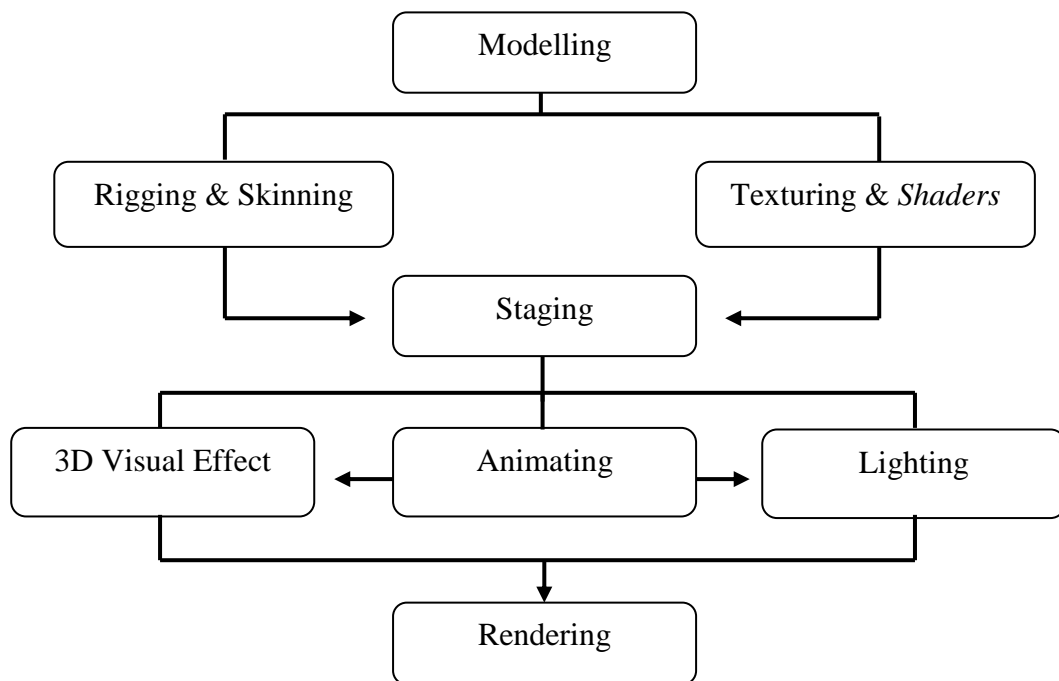 Modelling
Rigging & Skinning
Texturing & Shaders
Staging
3D Visual Effect
Animating
Lighting
Rendering